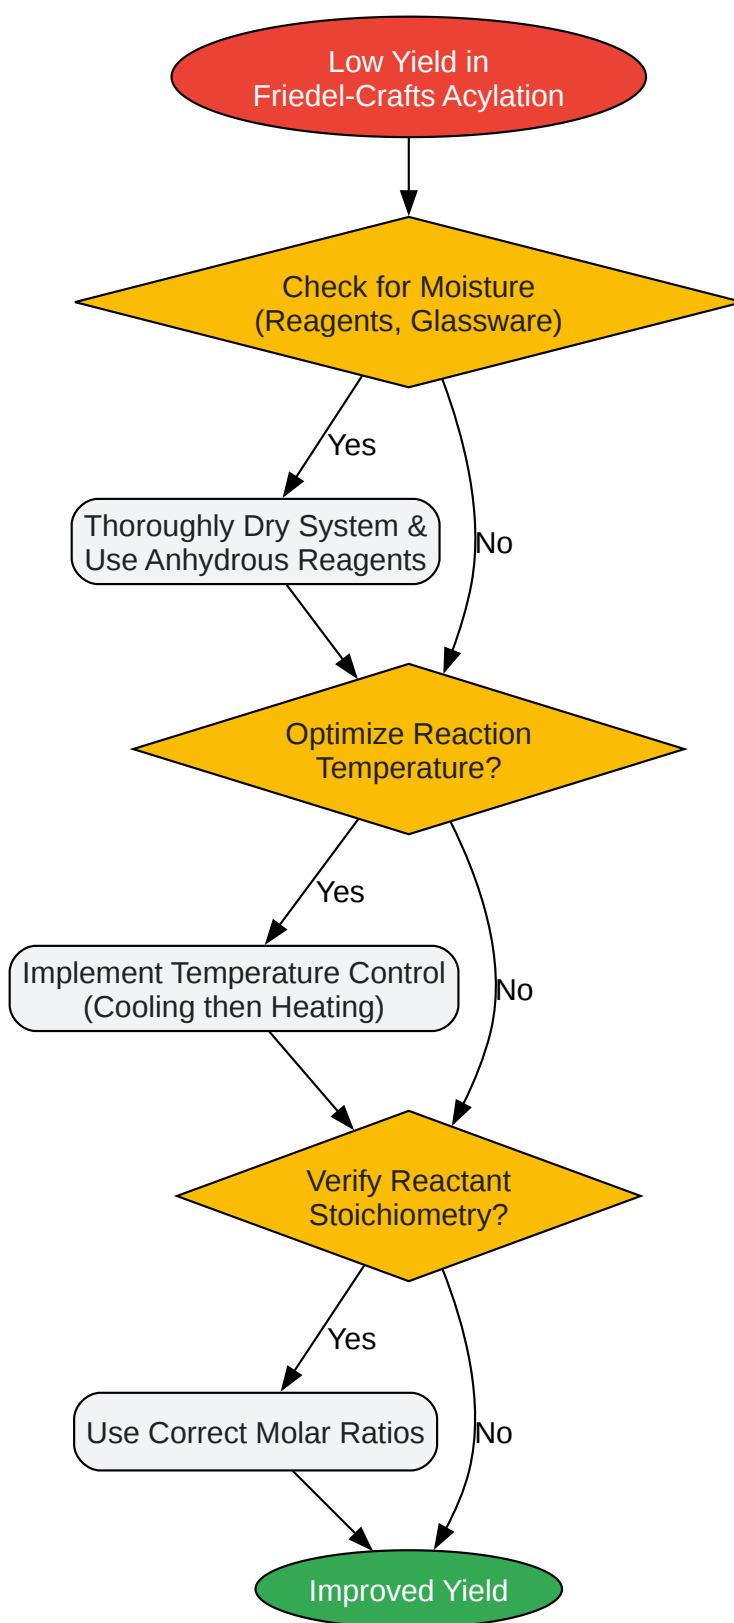 Low Yield in
Friedel-Crafts Acylation
Check for Moisture
(Reagents, Glassware)
Yes
Thoroughly Dry System &
Use Anhydrous Reagents
No
Optimize Reaction
Temperature?
Yes
Implement Temperature Control
(Cooling then Heating)
No
Verify Reactant
Stoichiometry?
Yes
Use Correct Molar Ratios
No
Improved Yield